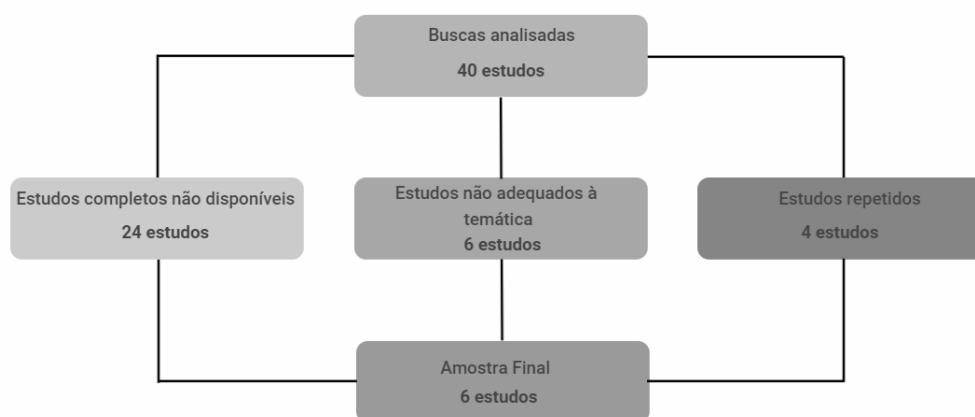 Buscas analisadas
40 estudos
Estudos completos não disponíveis
24 estudos
Estudos não adequados à
temática
6 estudos
Estudos repetidos
4 estudos
Amostra Final
6 estudos